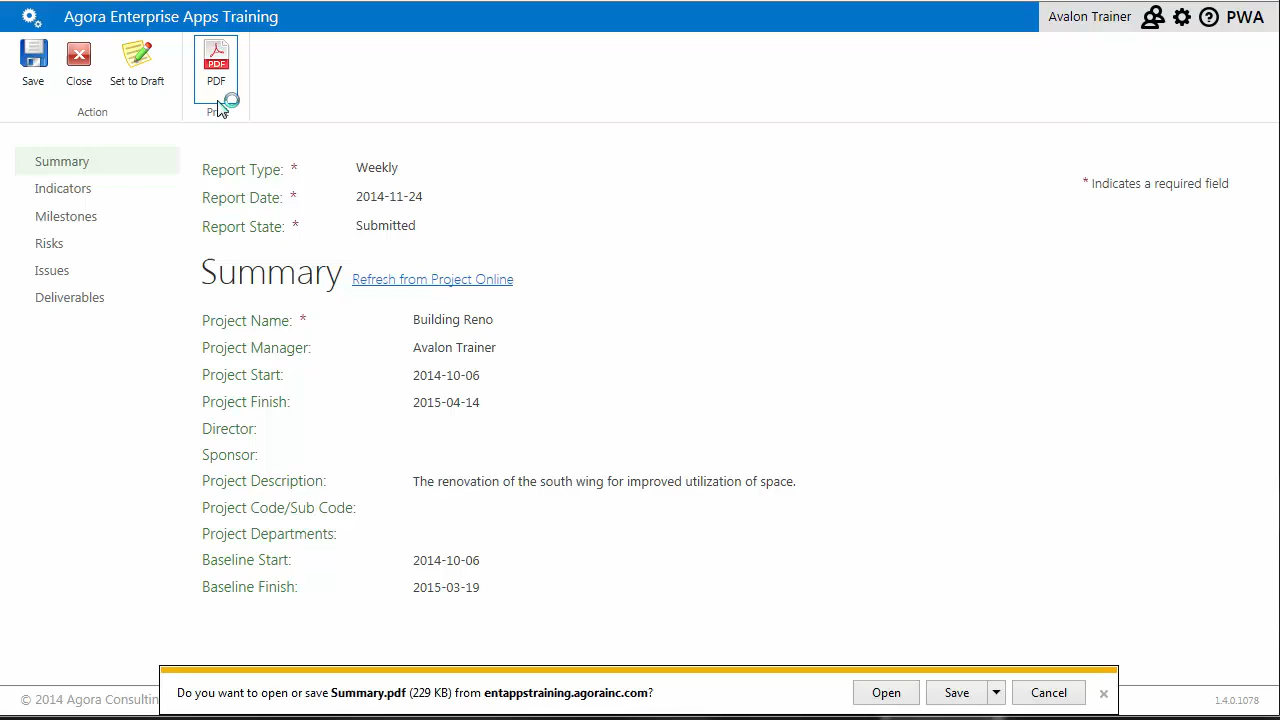 Agora Enterprise Apps Training
Avalon Trainer PWA
Save Close Set to Draft PDF
PDF
Action
Summary
Indicators
Milestones
Risks
Issues
Deliverables
Report Type: * Weekly
Report Date: * 2014-11-24
Report State: * Submitted
* Indicates a required field
Summary Refresh from Project Online
Project Name: * Building Reno
Project Manager: Avalon Trainer
Project Start: 2014-10-06
Project Finish: 2015-04-14
Director:
Sponsor:
Project Description: The renovation of the south wing for improved utilization of space.
Project Code/Sub Code:
Project Departments:
Baseline Start: 2014-10-06
Baseline Finish: 2015-03-19
Do you want to open or save Summary.pdf (229 KB) from entappstraining.agorainc.com?
Open Save Cancel
© 2014 Agora Consultin
1.4.0.1078